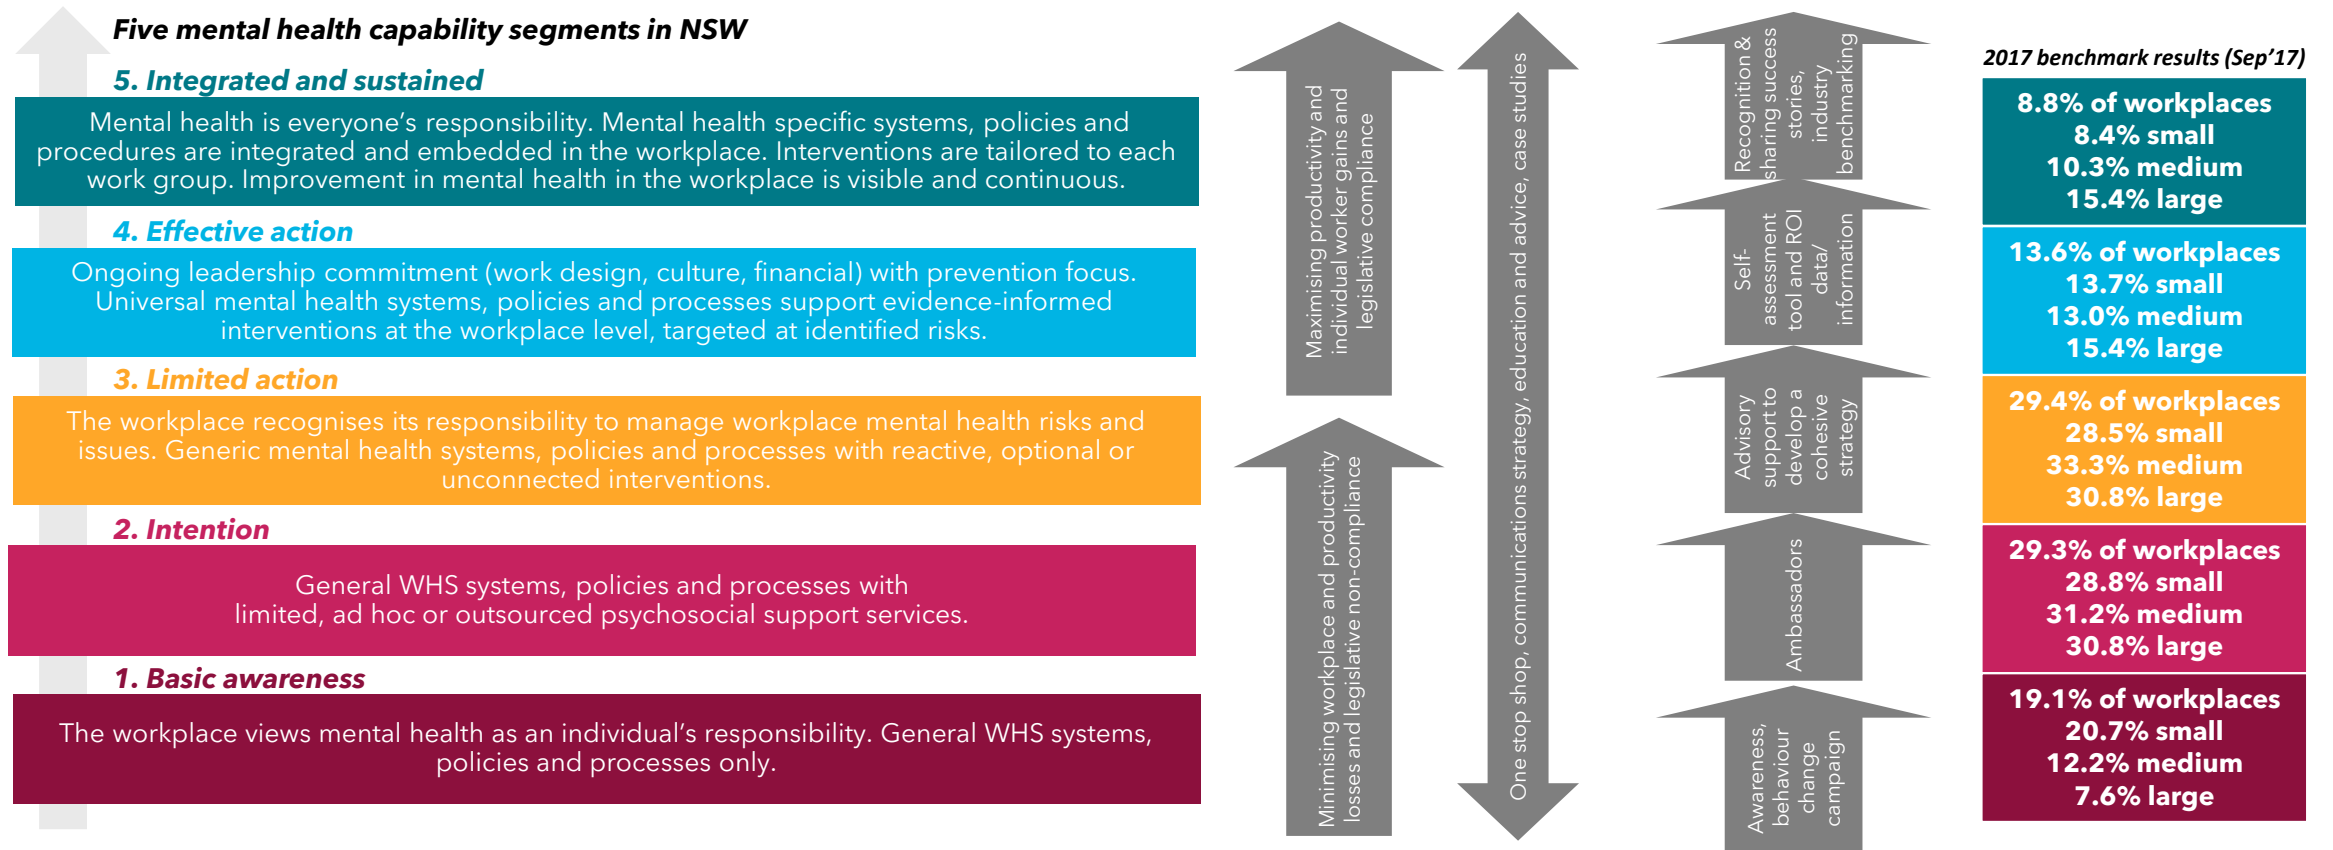 Five mental health capability segments in NSW
5. Integrated and sustained
Mental health is everyone's responsibility. Mental health specific systems, policies and
procedures are integrated and embedded in the workplace. Interventions are tailored to each
work group. Improvement in mental health in the workplace is visible and continuous.
4. Effective action
Ongoing leadership commitment (work design, culture, financial) with prevention focus.
Universal mental health systems, policies and processes support evidence-informed
interventions at the workplace level, targeted at identified risks.
3. Limited action
The workplace recognises its responsibility to manage workplace mental health risks and
issues. Generic mental health systems, policies and processes with reactive, optional or
unconnected interventions.
2. Intention
General WHS systems, policies and processes with
limited, ad hoc or outsourced psychosocial support services.
1. Basic awareness
The workplace views mental health as an individual's responsibility. General WHS systems,
policies and processes only.
Maximising productivity and
individual worker gains and
legislative compliance
Minimising workplace and productivity
losses and legislative non-compliance
One stop shop, communications strategy, education and advice, case studies
Recognition &
sharing success
stories,
industry
benchmarking
Self-
assessment
tool and ROI
data/
information
Advisory
support to
develop a
cohesive
strategy
Ambassadors
Awareness,
behaviour
change
campaign
2017 benchmark results (Sep'17)
8.8% of workplaces
8.4% small
10.3% medium
15.4% large
13.6% of workplaces
13.7% small
13.0% medium
15.4% large
29.4% of workplaces
28.5% small
33.3% medium
30.8% large
29.3% of workplaces
28.8% small
31.2% medium
30.8% large
19.1% of workplaces
20.7% small
12.2% medium
7.6% large